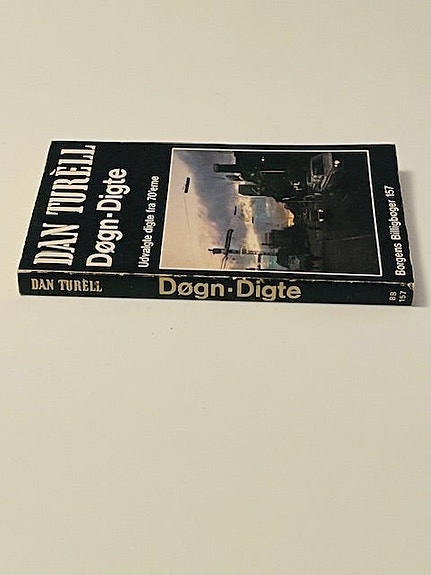 DAN TURÈLL
Døgn-Digte
Udvalgte digte fra 70'erne
Borgens Billigbøger 157
DAN TURÈLL
Døgn·Digte
BB
157